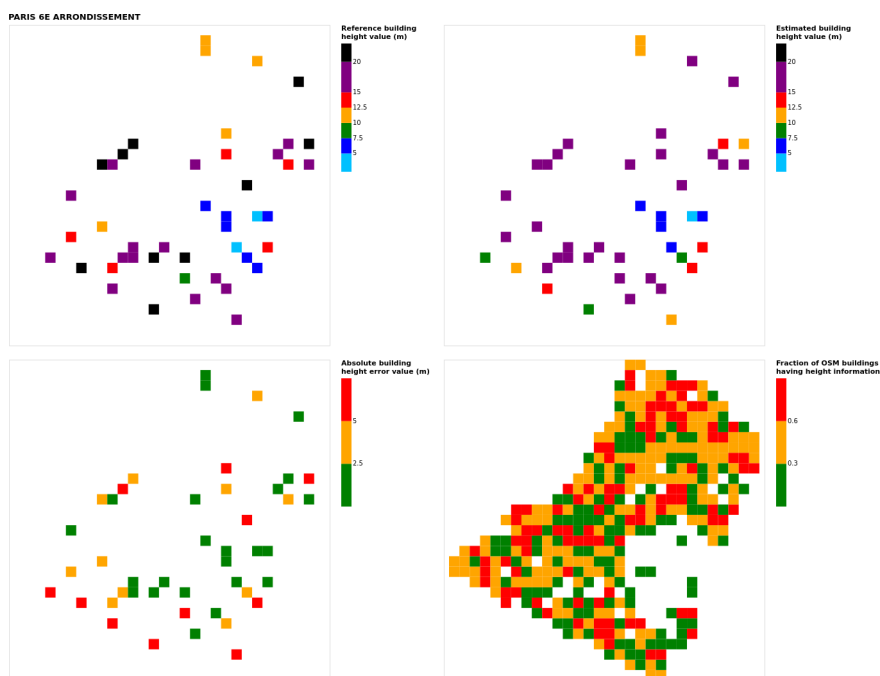 PARIS 6E ARRONDISSEMENT
Reference building
height value (m)
20
15
12.5
10
7.5
5
Estimated building
height value (m)
20
15
12.5
10
7.5
5
Absolute building
height error value (m)
5
2.5
Fraction of OSM buildings
having height information
0.6
0.3